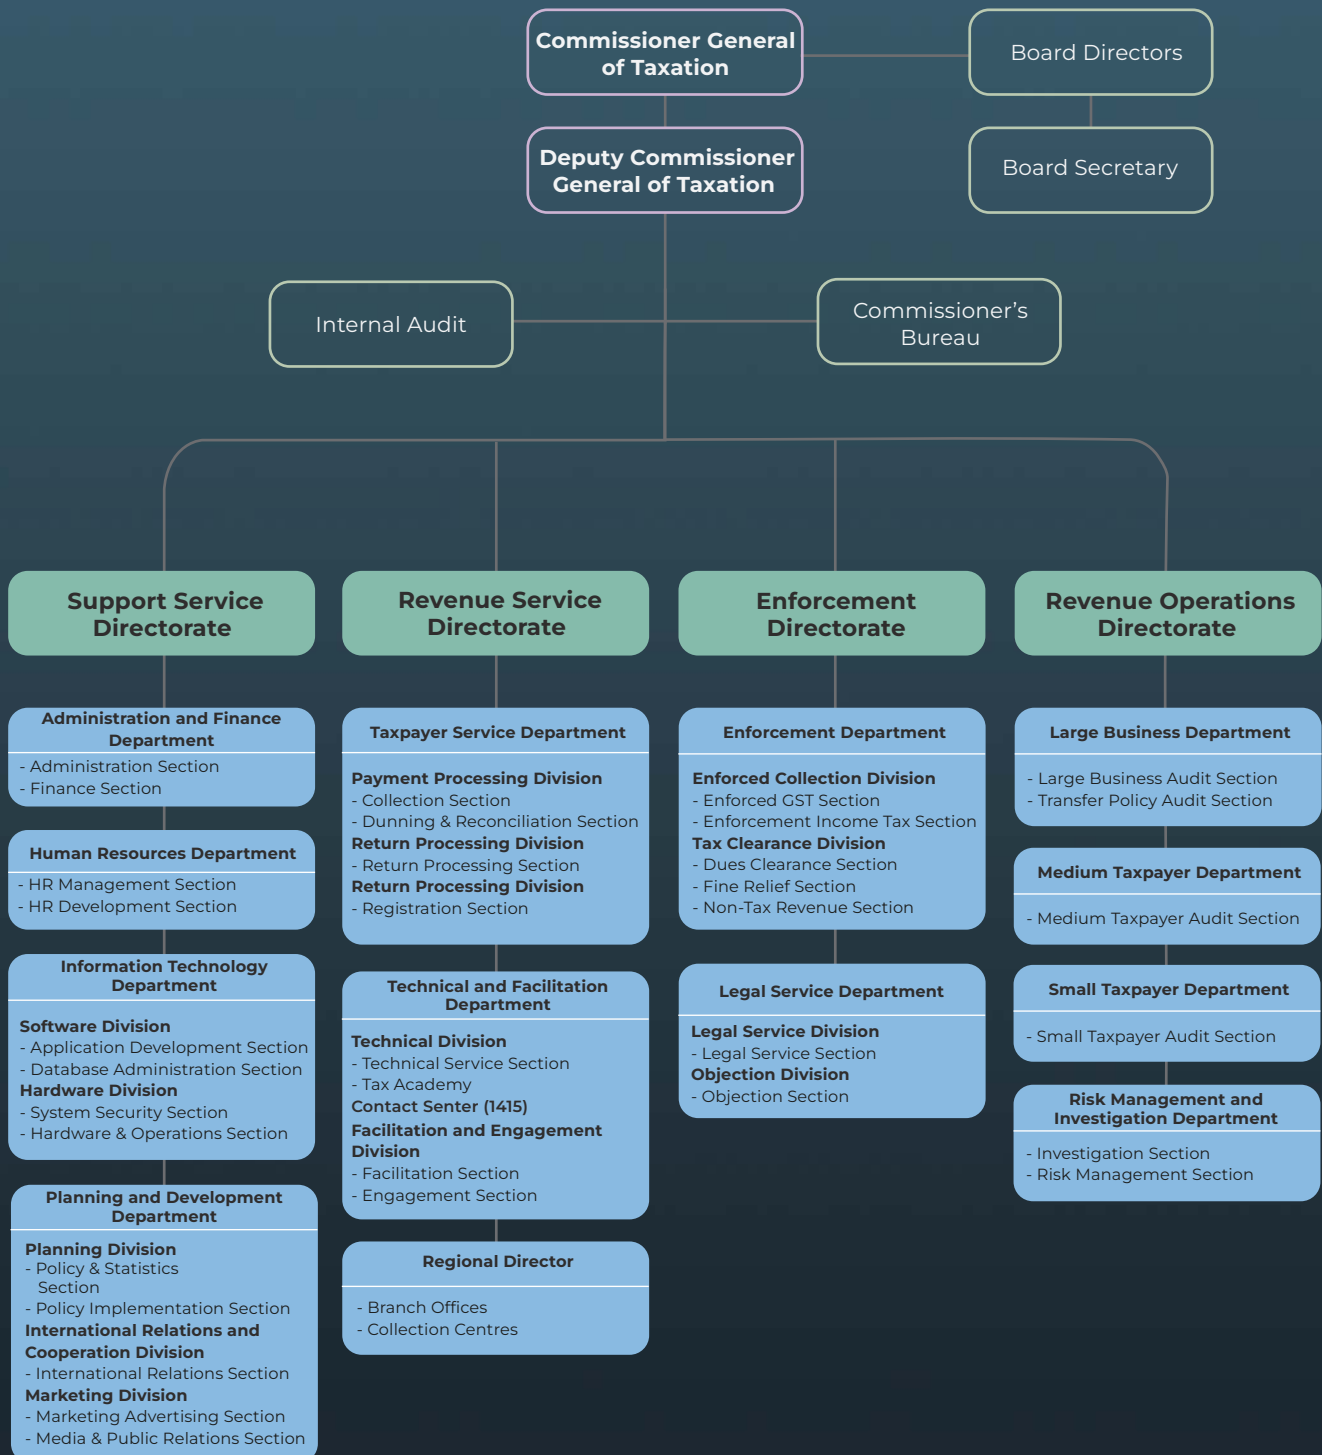 Commissioner General
of Taxation
Board Directors
Deputy Commissioner
General of Taxation
Board Secretary
Internal Audit
Commissioner's
Bureau
Support Service
Directorate
Revenue Service
Directorate
Enforcement
Directorate
Revenue Operations
Directorate
Administration and Finance
Department
- Administration Section
- Finance Section
Human Resources Department
- HR Management Section
- HR Development Section
Information Technology
Department
Software Division
- Application Development Section
- Database Administration Section
Hardware Division
- System Security Section
- Hardware & Operations Section
Planning and Development
Department
Planning Division
- Policy & Statistics
Section
- Policy Implementation Section
International Relations and
Cooperation Division
- International Relations Section
Marketing Division
- Marketing Advertising Section
- Media & Public Relations Section
Taxpayer Service Department
Payment Processing Division
- Collection Section
- Dunning & Reconciliation Section
Return Processing Division
- Return Processing Section
Return Processing Division
- Registration Section
Technical and Facilitation
Department
Technical Division
- Technical Service Section
- Tax Academy
Contact Senter (1415)
Facilitation and Engagement
Division
- Facilitation Section
- Engagement Section
Regional Director
- Branch Offices
- Collection Centres
Enforcement Department
Enforced Collection Division
- Enforced GST Section
- Enforcement Income Tax Section
Tax Clearance Division
- Dues Clearance Section
- Fine Relief Section
- Non-Tax Revenue Section
Legal Service Department
Legal Service Division
- Legal Service Section
Objection Division
- Objection Section
Large Business Department
- Large Business Audit Section
- Transfer Policy Audit Section
Medium Taxpayer Department
- Medium Taxpayer Audit Section
Small Taxpayer Department
- Small Taxpayer Audit Section
Risk Management and
Investigation Department
- Investigation Section
- Risk Management Section